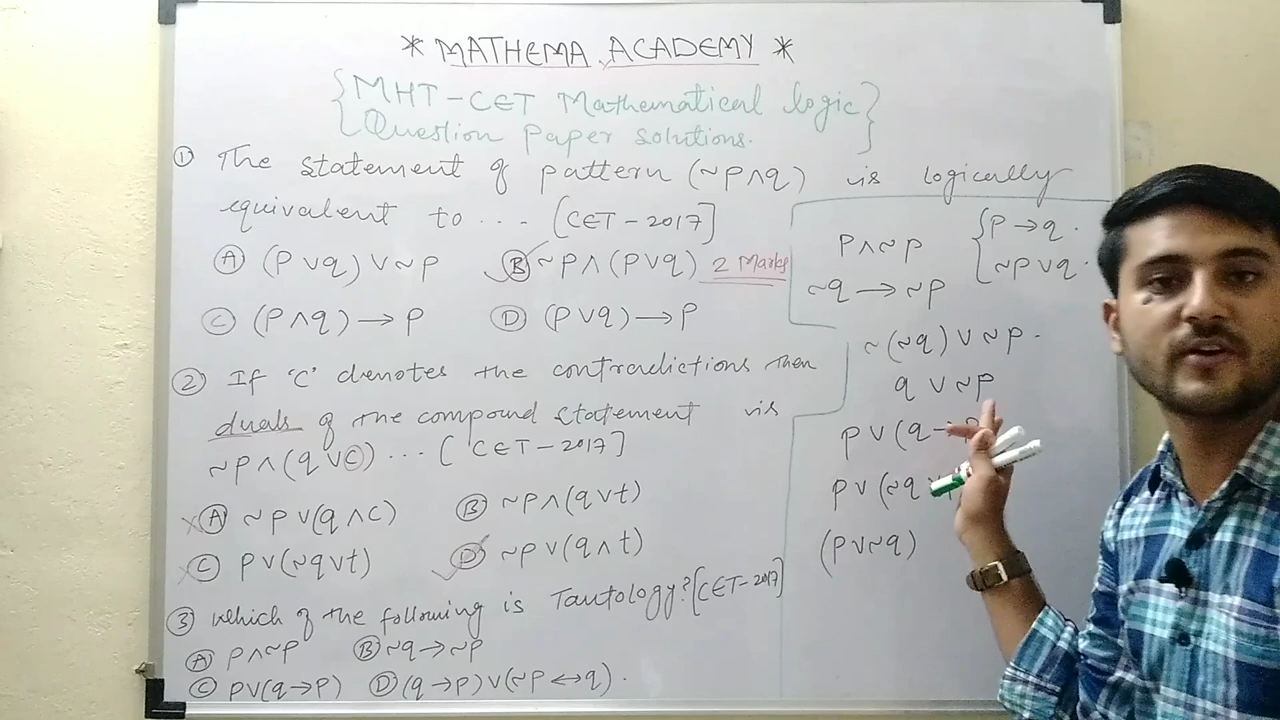 * MATHEMA ACADEMY *
{MHT-CET Mathematical logic
Question Paper Solutions.}
① The statement of pattern (~p∧q) is logically
equivalent to ... [CET-2017]
Ⓐ (p∨q)∨~p Ⓑ ~p∧(p∨q) 2 Marks
Ⓒ (p∧q)→p Ⓓ (p∨q)→p
② If 'C' denotes the contradictions then
duals of the compound statement is
~p∧(q∨C) ... [CET-2017]
Ⓐ ~p∨(q∧C) Ⓑ ~p∧(q∨t)
Ⓒ p∨(~q∨t) Ⓓ ~p∨(q∧t)
③ Which of the following is Tautology? [CET-2017]
Ⓐ p∧~p Ⓑ ~q→~p
Ⓒ p∨(q→p) Ⓓ (q→p)∨(~p↔q).
p∧~p {p→q.
~q→~p {~p∨q.
~(~q)∨~p.
q∨~p
p∨(q
p∨(~q
(p∨~q)